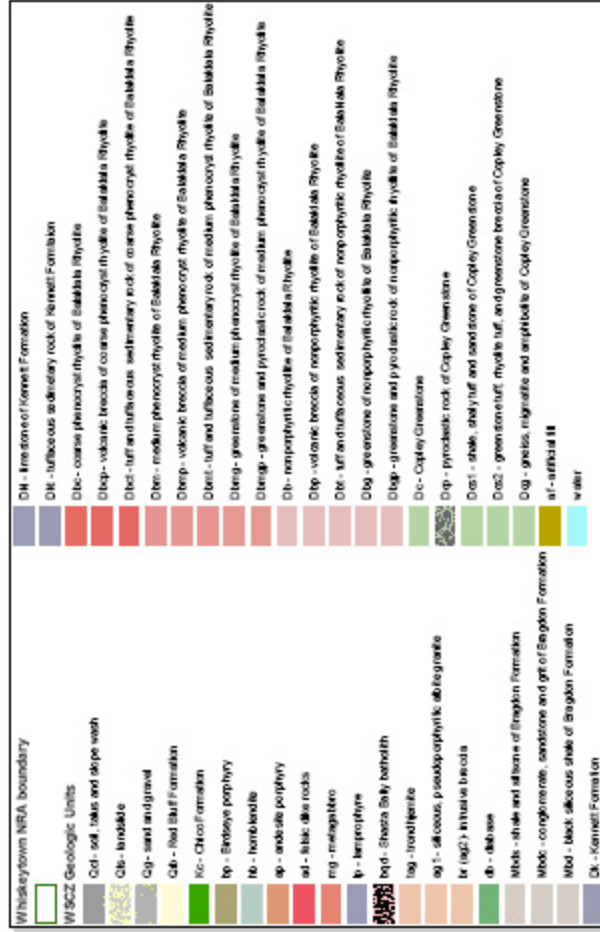 Whiskeytown NRA boundary
WSCZ Geologic Units
Qcl - soil, talus and slope wash
Qls - landslide
Qg - sand and gravel
Qrb - Red Bluff Formation
Kc - Chico Formation
bp - Birdseye porphyry
hb - hornblendite
ap - andesite porphyry
ad - felsic dike rocks
mg - metagabbro
lp - lamprophyre
bqd - Shasta Bally batholith
tag - trondhjemite
ag1 - siliceous, pseudoporphyritic albite granite
br (ag2) - intrusive breccia
db - diabase
Mbds - shale and siltsone of Bragdon Formation
Mbdc - conglomerate, sandstone and grit of Bragdon Formation
Mbd - black siliceous shale of Bragdon Formation
Dk - Kennett Formation
Dkl - limestone of Kennett Formation
Dkt - tuffaceous sedimetary rock of Kennett Formtaion
Dbc - coarse phenocryst rhyolite of Balaklala Rhyolite
Dbcp - volcanic breccia of coarse phenocryst rhyolite of Balaklala Rhyolite
Dbct - tuff and tuffaceous sedimentary rock of coarse phenocryst rhyolite of Balaklala Rhyolite
Dbm - medium phenocryst rhyolite of Balaklala Rhyolite
Dbmp - volcanic breccia of medium phenocryst rhyolite of Balaklala Rhyolite
Dbmt - tuff and tuffaceous sedimentary rock of medium phenocryst rhyolite of Balaklala Rhyolite
Dbmg - greenstone of medium phenocryst rhyolite of Balaklala Rhyolite
Dbmgp - greenstone and pyroclastic rock of medium phenocryst rhyolite of Balaklala Rhyolite
Db - nonporphyritic rhyolite of Balaklala Rhyolite
Dbp - volcanic breccia of nonporphyritic rhyolite of Balaklala Rhyolite
Dbt - tuff and tuffaceous sedimentary rock of nonporphyritic rhyolite of Balaklala Rhyolite
Dbg - greenstone of nonporphyritic rhyolite of Balaklala Rhyolite
Dbgp - greenstone and pyroclastic rock of nonporphyritic rhyolite of Balaklala Rhyolite
Dc - Copley Greenstone
Dcp - pyroclastic rock of Copley Greenstone
Dcs1 - shale, shaly tuff and sandstone of Copley Greenstone
Dcs2 - greenstone tuff, rhyolite tuff, and greenstone breccia of Copley Greenstone
Dcg - gneiss, migmatite and amphibolite of Copley Greenstone
af - artificial fill
water